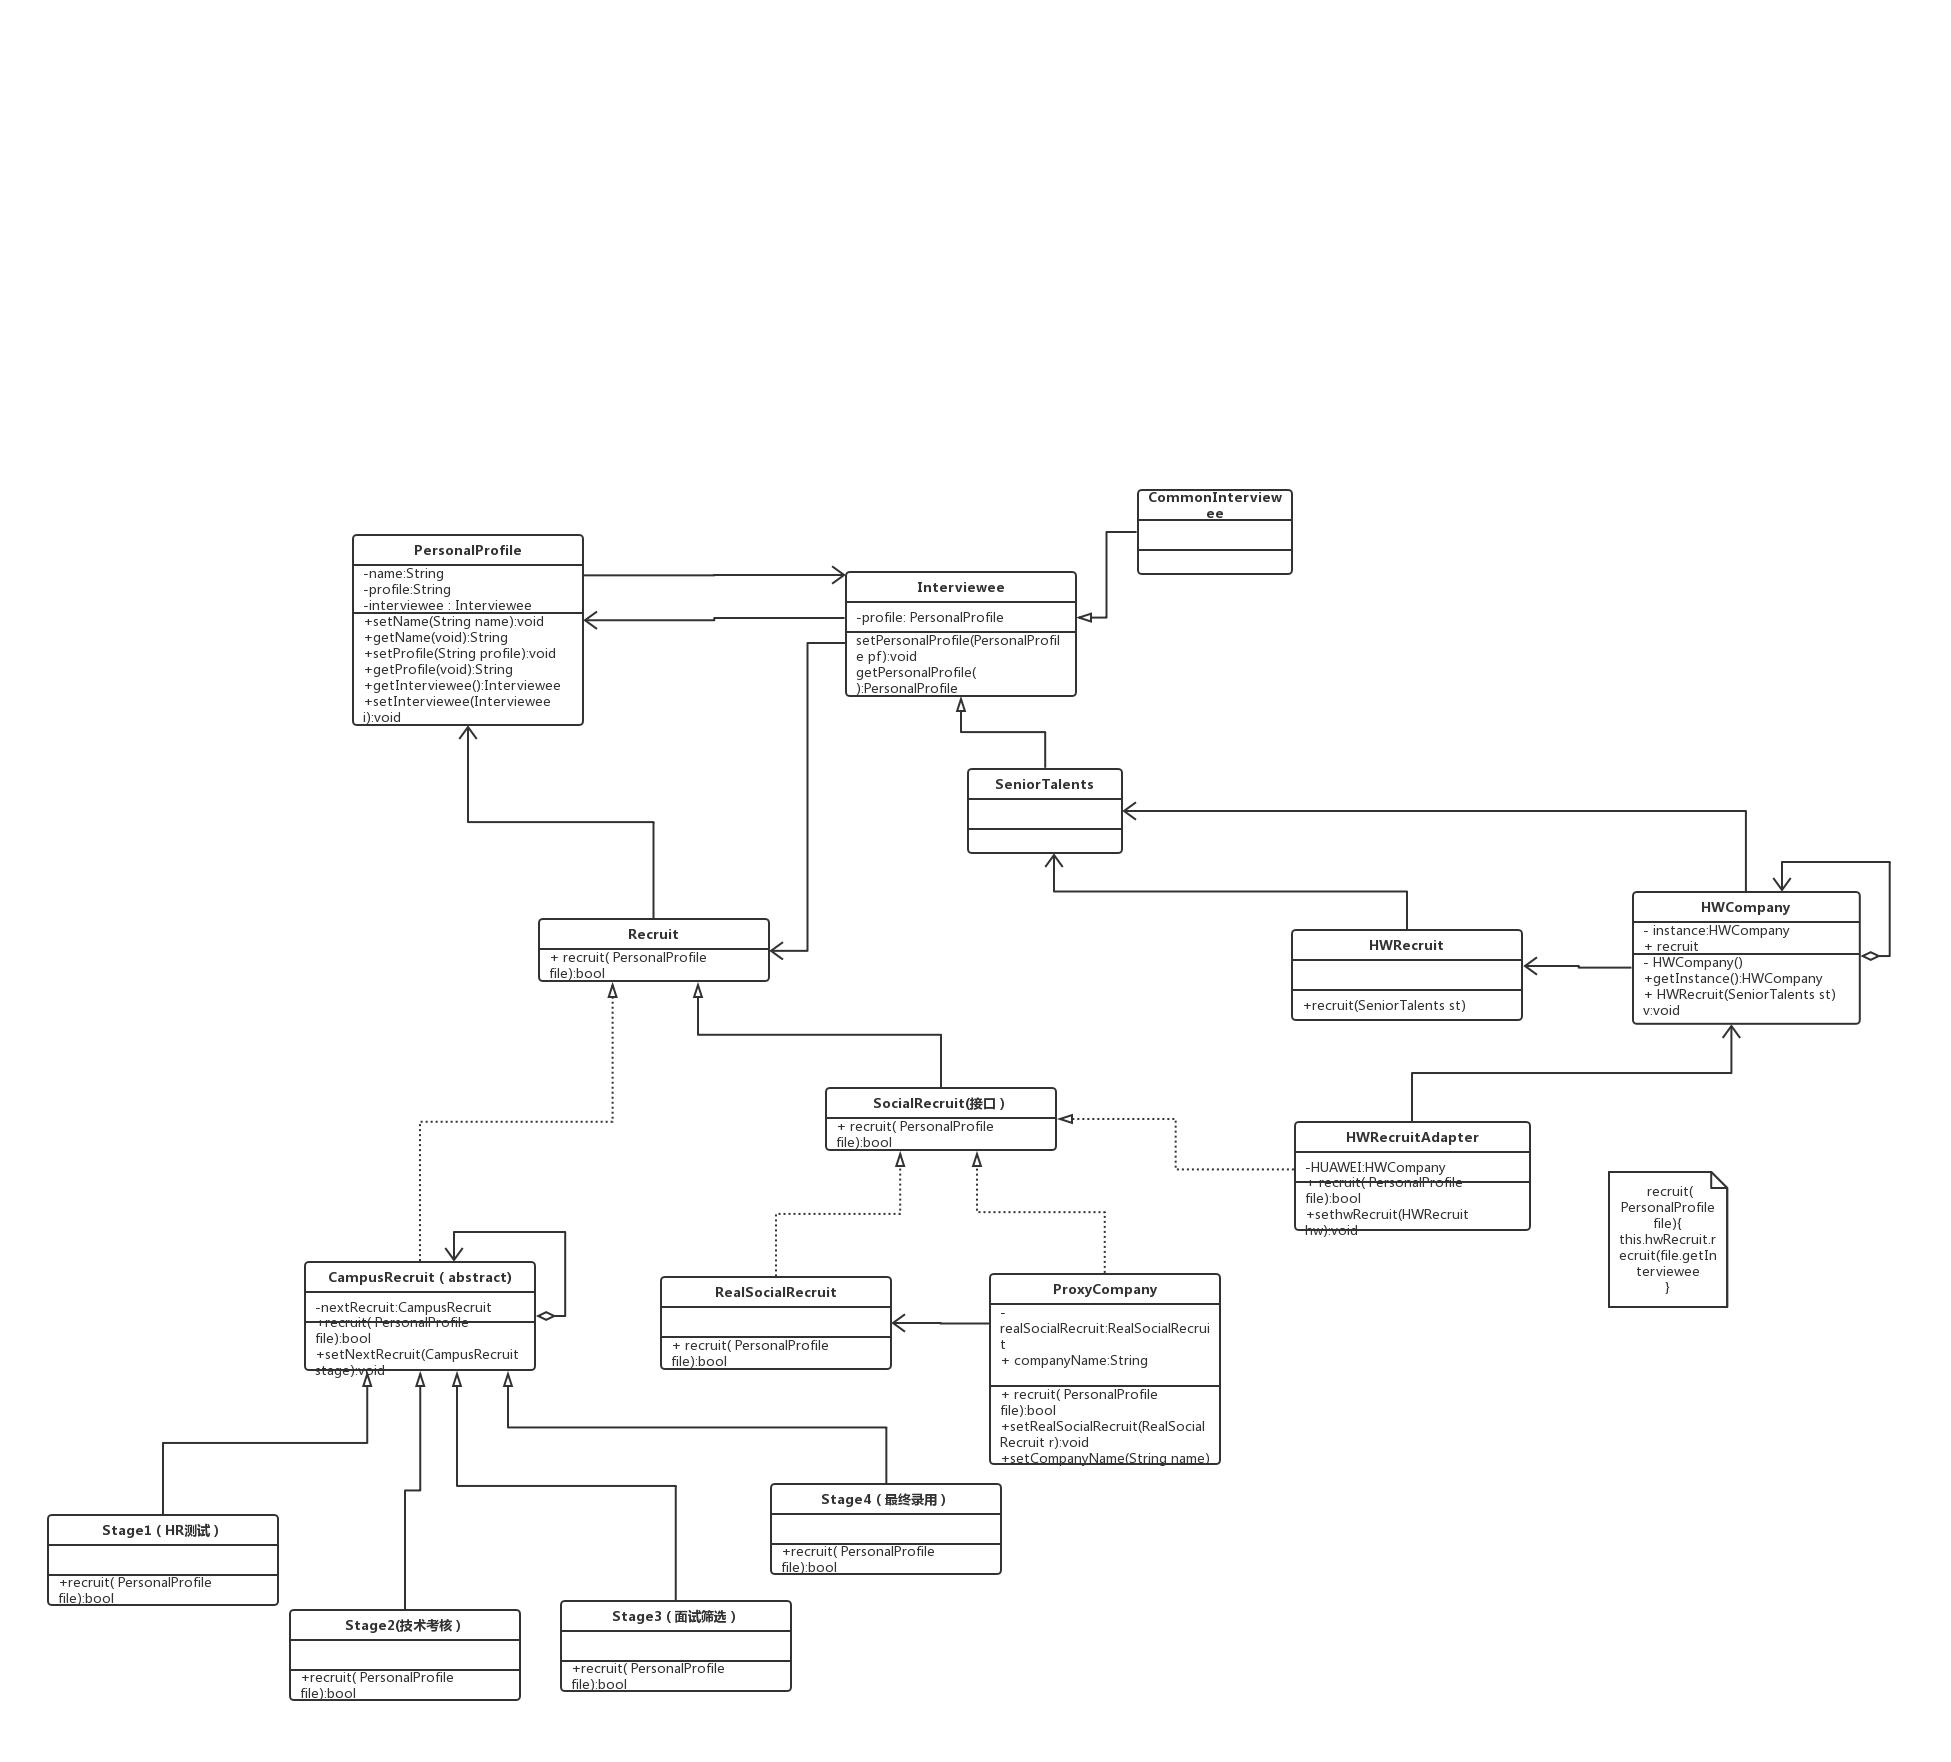 CommonInterview
ee
PersonalProfile
-name:String
-profile:String
-interviewee : Interviewee
+setName(String name):void
+getName(void):String
+setProfile(String profile):void
+getProfile(void):String
+getInterviewee():Interviewee
+setInterviewee(Interviewee
i):void
Interviewee
-profile: PersonalProfile
setPersonalProfile(PersonalProfil
e pf):void
getPersonalProfile(
):PersonalProfile
SeniorTalents
HWCompany
- instance:HWCompany
+ recruit
- HWCompany()
+getInstance():HWCompany
+ HWRecruit(SeniorTalents st)
v:void
Recruit
+ recruit( PersonalProfile
file):bool
HWRecruit
+recruit(SeniorTalents st)
SocialRecruit(接口）
+ recruit( PersonalProfile
file):bool
HWRecruitAdapter
-HUAWEI:HWCompany
+ recruit( PersonalProfile
file):bool
+sethwRecruit(HWRecruit
hw):void
recruit(
PersonalProfile
file){
this.hwRecruit.r
ecruit(file.getIn
terviewee
}
CampusRecruit（abstract)
-nextRecruit:CampusRecruit
+recruit( PersonalProfile
file):bool
+setNextRecruit(CampusRecruit
stage):void
RealSocialRecruit
+ recruit( PersonalProfile
file):bool
ProxyCompany
-
realSocialRecruit:RealSocialRecrui
t
+ companyName:String
+ recruit( PersonalProfile
file):bool
+setRealSocialRecruit(RealSocial
Recruit r):void
+setCompanyName(String name)
Stage4（最终录用）
+recruit( PersonalProfile
file):bool
Stage1（HR测试）
+recruit( PersonalProfile
file):bool
Stage2(技术考核）
+recruit( PersonalProfile
file):bool
Stage3（面试筛选）
+recruit( PersonalProfile
file):bool